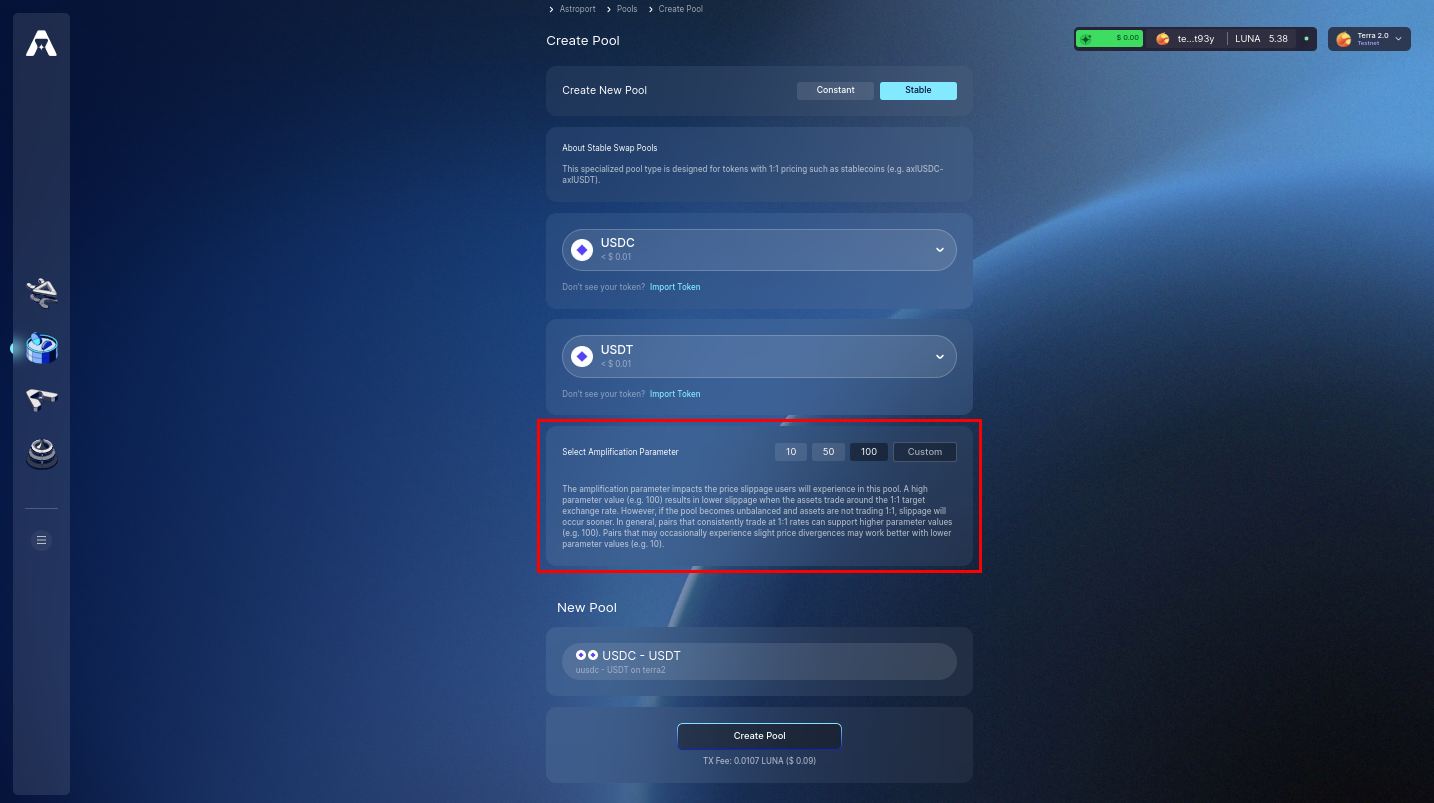 Astroport
Pools
Create Pool
$ 0.00
te...t93y
LUNA 5.38
Terra 2.0
Testnet
Create Pool
Create New Pool
Constant
Stable
About Stable Swap Pools
This specialized pool type is designed for tokens with 1:1 pricing such as stablecoins (e.g. axlUSDC-
axlUSDT).
USDC
< $ 0.01
Don't see your token? Import Token
USDT
< $ 0.01
Don't see your token? Import Token
Select Amplification Parameter
10
50
100
Custom
The amplification parameter impacts the price slippage users will experience in this pool. A high
parameter value (e.g. 100) results in lower slippage when the assets trade around the 1:1 target
exchange rate. However, if the pool becomes unbalanced and assets are not trading 1:1, slippage will
occur sooner. In general, pairs that consistently trade at 1:1 rates can support higher parameter values
(e.g. 100). Pairs that may occasionally experience slight price divergences may work better with lower
parameter values (e.g. 10).
New Pool
USDC - USDT
uusdc - USDT on terra2
Create Pool
TX Fee: 0.0107 LUNA ($ 0.09)